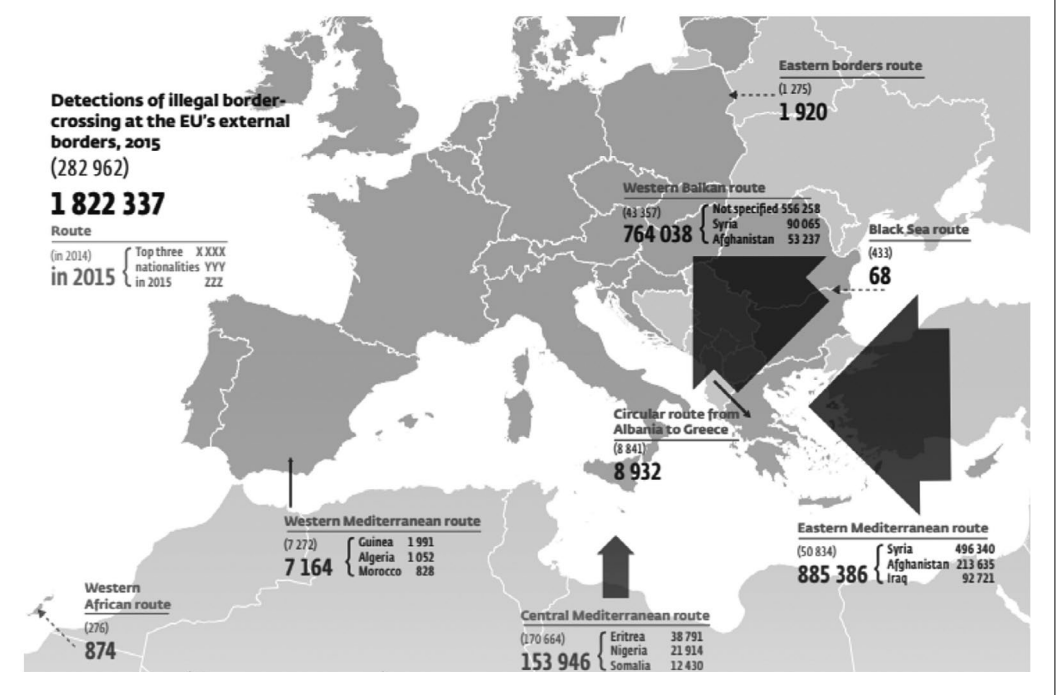 Detections of illegal border-
crossing at the EU's external
borders, 2015
(282 962)
1 822 337
Route
(in 2014)
in 2015
Top three XXXX
nationalities YYY
in 2015 ZZZ
Eastern borders route
(1 275)
1 920
Western Balkan route
(43 357)
764 038
Not specified 556 258
Syria 90 065
Afghanistan 53 237
Black Sea route
(433)
68
Circular route from
Albania to Greece
(8 841)
8 932
Western Mediterranean route
(7 272)
7 164
Guinea 1 991
Algeria 1 052
Morocco 828
Eastern Mediterranean route
(50 834)
885 386
Syria 496 340
Afghanistan 213 635
Iraq 92 721
Western
African route
(276)
874
Central Mediterranean route
(170 664)
153 946
Eritrea 38 791
Nigeria 21 914
Somalia 12 430